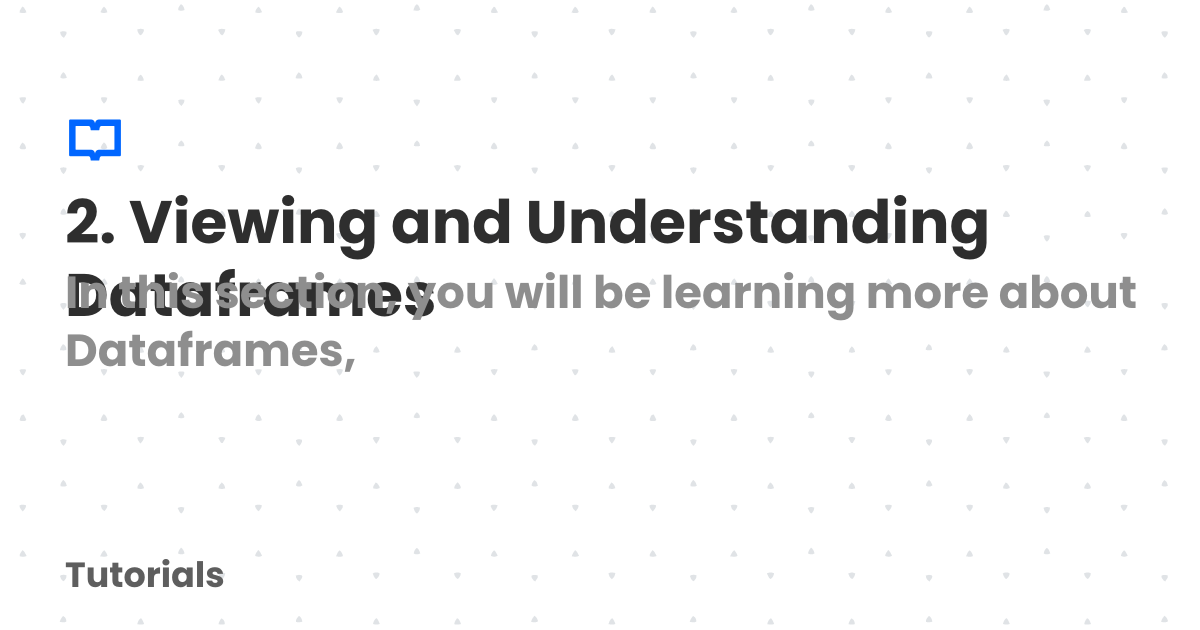 2. Viewing and Understanding
Dataframes
In this section, you will be learning more about
Dataframes,
Tutorials